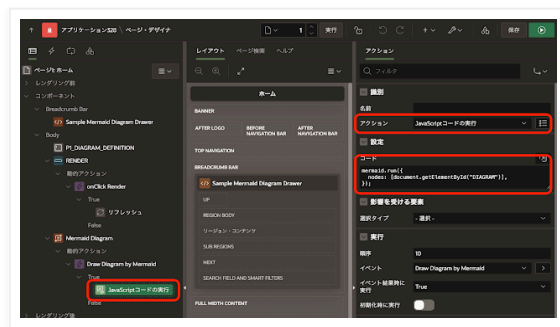 アプリケーション320 \ ページ・デザイナ
1
実行
保存
レイアウト
ページ検索
ヘルプ
アクション
ページ1: ホーム
フィルタ
レンダリング前
コンポーネント
Breadcrumb Bar
Sample Mermaid Diagram Drawer
Body
P1_DIAGRAM_DEFINITION
RENDER
動的アクション
onClick Render
True
リフレッシュ
False
Mermaid Diagram
動的アクション
Draw Diagram by Mermaid
True
JavaScriptコードの実行
False
レンダリング後
ホーム
BANNER
AFTER LOGO
BEFORE NAVIGATION BAR
AFTER NAVIGATION BAR
TOP NAVIGATION
BREADCRUMB BAR
Sample Mermaid Diagram Drawer
UP
REGION BODY
リージョン・コンテンツ
SUB REGIONS
NEXT
SEARCH FIELD AND SMART FILTERS
FULL WIDTH CONTENT
識別
名前
アクション
JavaScriptコードの実行
設定
コード
mermaid.run({
nodes: [document.getElementById("DIAGRAM")],
});
影響を受ける要素
選択タイプ
- 選択 -
実行
順序
10
イベント
Draw Diagram by Mermaid
イベント結果時に実行
True
初期化時に実行